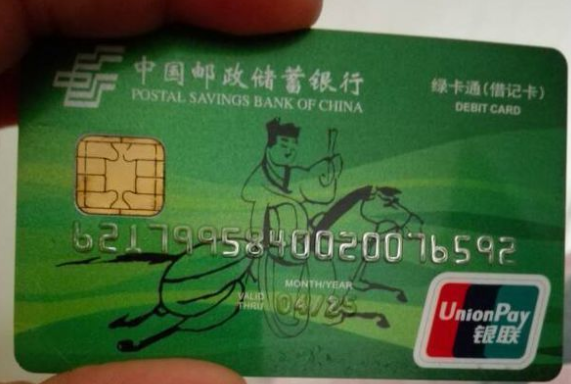 中国邮政储蓄银行
POSTAL SAVINGS BANK OF CHINA
绿卡通(借记卡)
DEBIT CARD
6217995840020076592
MONTH/YEAR
VALID THRU 04/25
UnionPay
银联